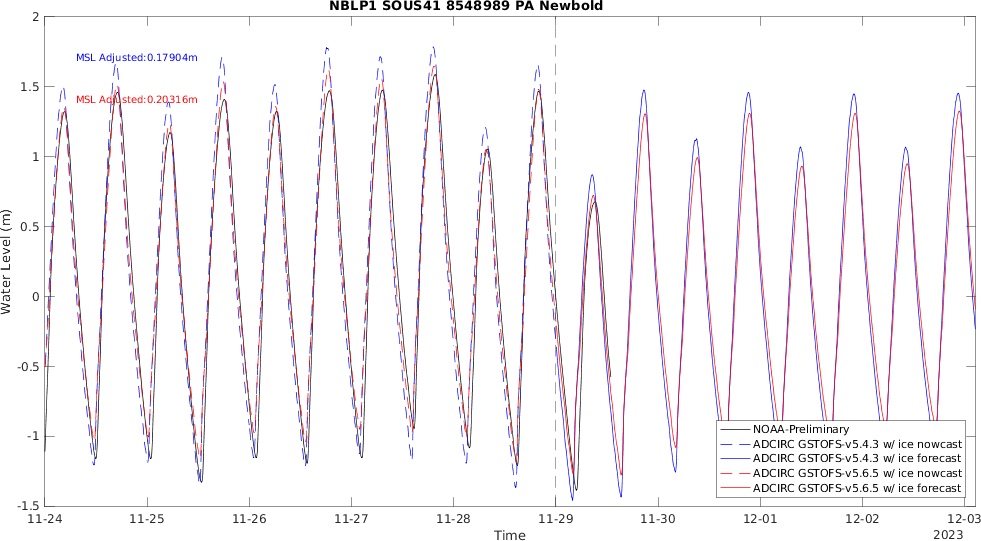 NBLP1 SOUS41 8548989 PA Newbold
2
1.5
1
0.5
0
-0.5
-1
-1.5
Water Level (m)
MSL Adjusted:0.17904m
MSL Adjusted:0.20316m
NOAA-Preliminary
ADCIRC GSTOFS-v5.4.3 w/ ice nowcast
ADCIRC GSTOFS-v5.4.3 w/ ice forecast
ADCIRC GSTOFS-v5.6.5 w/ ice nowcast
ADCIRC GSTOFS-v5.6.5 w/ ice forecast
11-24 11-25 11-26 11-27 11-28 11-29 11-30 12-01 12-02 12-03
Time
2023